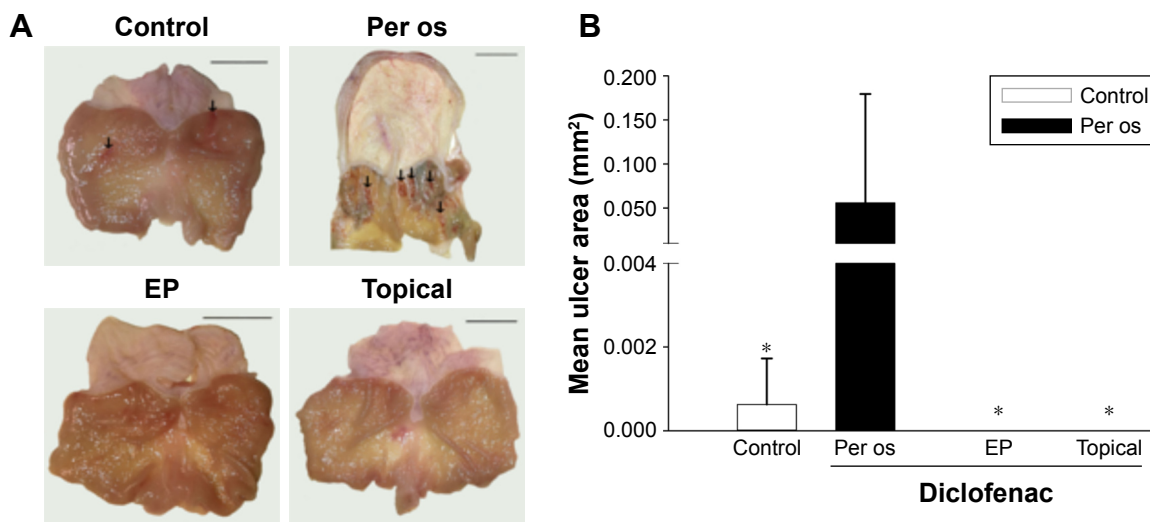 A
Control
Per os
EP
Topical
B
Mean ulcer area (mm²)
0.200
0.150
0.100
0.050
0.004
0.002
0.000
*
*
*
Control
Per os
Control
Per os
EP
Topical
Diclofenac